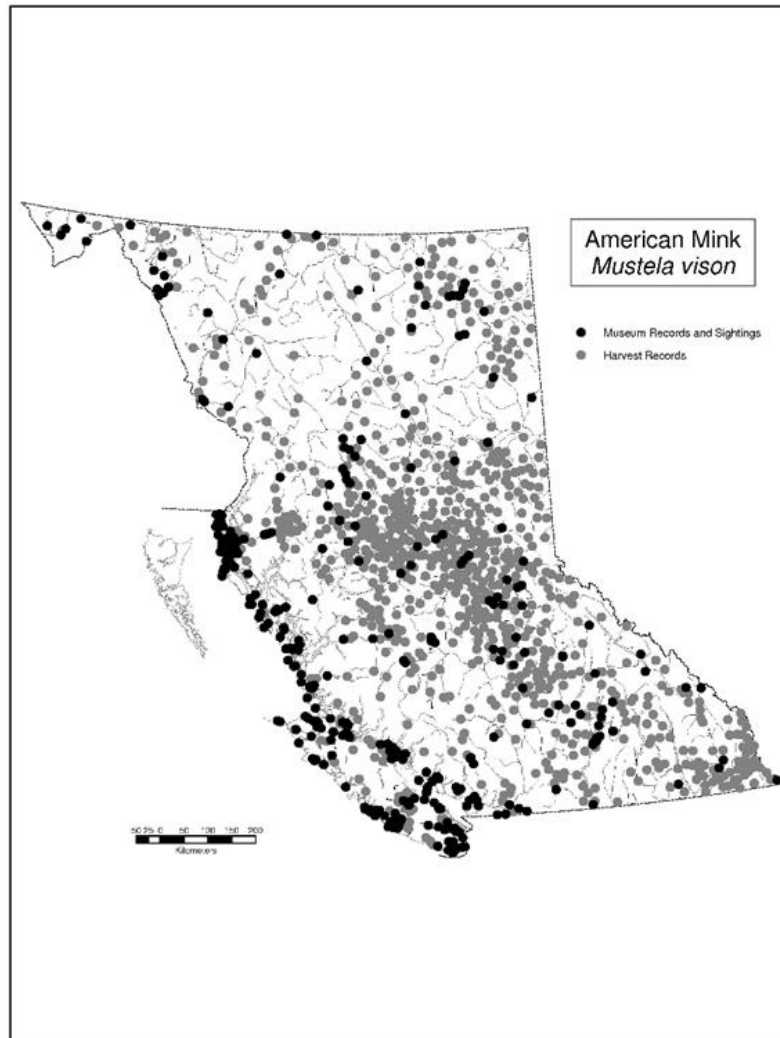 American Mink
Mustela vison
Museum Records and Sightings
Harvest Records
50 25 0 50 100 150 200
Kilometers